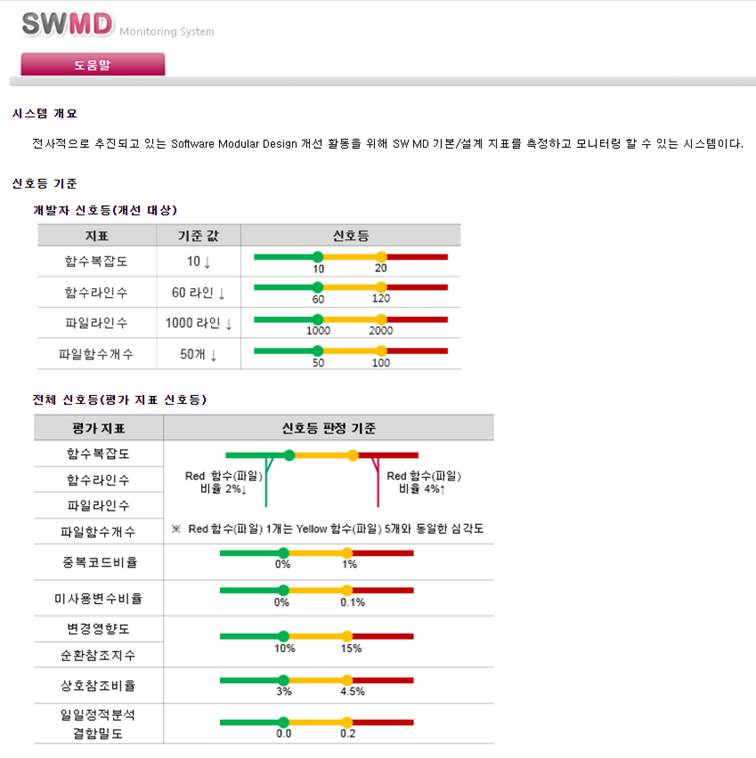 SWMD Monitoring System
도움말
시스템 개요
전사적으로 추진되고 있는 Software Modular Design 개선 활동을 위해 SW MD 기본/설계 지표를 측정하고 모니터링 할 수 있는 시스템이다.
신호등 기준
개발자 신호등(개선 대상)
지표 기준 값 신호등
함수복잡도 10 ↓ 10 20
함수라인수 60 라인 ↓ 60 120
파일라인수 1000 라인 ↓ 1000 2000
파일함수개수 50개 ↓ 50 100
전체 신호등(평가 지표 신호등)
평가 지표 신호등 판정 기준
함수복잡도
함수라인수
파일라인수
파일함수개수
Red 함수(파일)
비율 2%↓
Red 함수(파일)
비율 4%↑
※ Red 함수(파일) 1개는 Yellow 함수(파일) 5개와 동일한 심각도
중복코드비율 0% 1%
미사용변수비율 0% 0.1%
변경영향도
순환참조지수
10% 15%
상호참조비율 3% 4.5%
일일정적분석
결함밀도
0.0 0.2